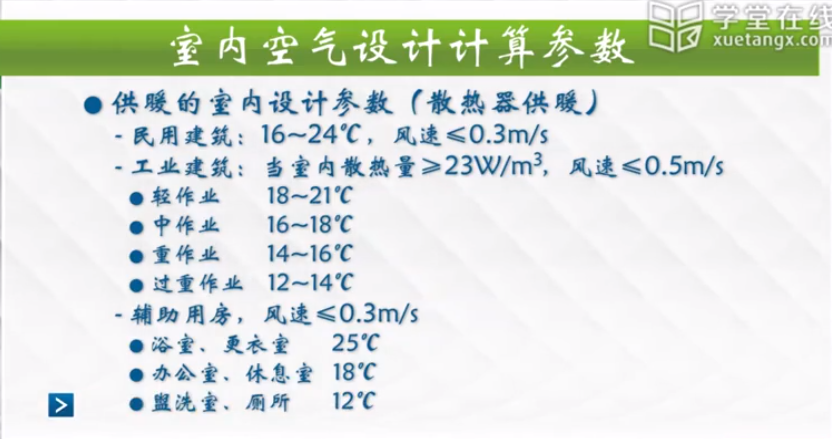 学堂在线
xuetangx.com
室内空气设计计算参数
● 供暖的室内设计参数（散热器供暖）
- 民用建筑：16~24℃，风速≤0.3m/s
- 工业建筑：当室内散热量≥23W/m³，风速≤0.5m/s
● 轻作业 18~21℃
● 中作业 16~18℃
● 重作业 14~16℃
● 过重作业 12~14℃
- 辅助用房，风速≤0.3m/s
● 浴室、更衣室 25℃
● 办公室、休息室 18℃
● 盥洗室、厕所 12℃